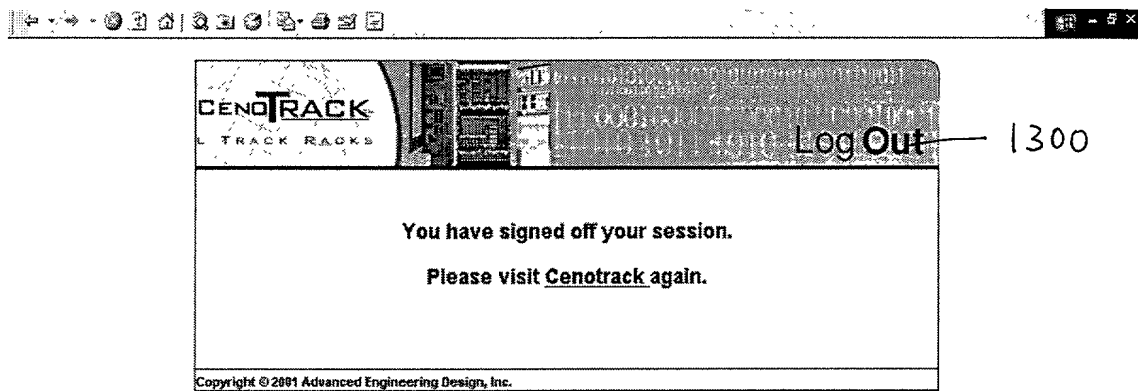 CENOTRACK
L TRACK RACKS
Log Out
1300
You have signed off your session.
Please visit Cenotrack again.
Copyright © 2001 Advanced Engineering Design, Inc.